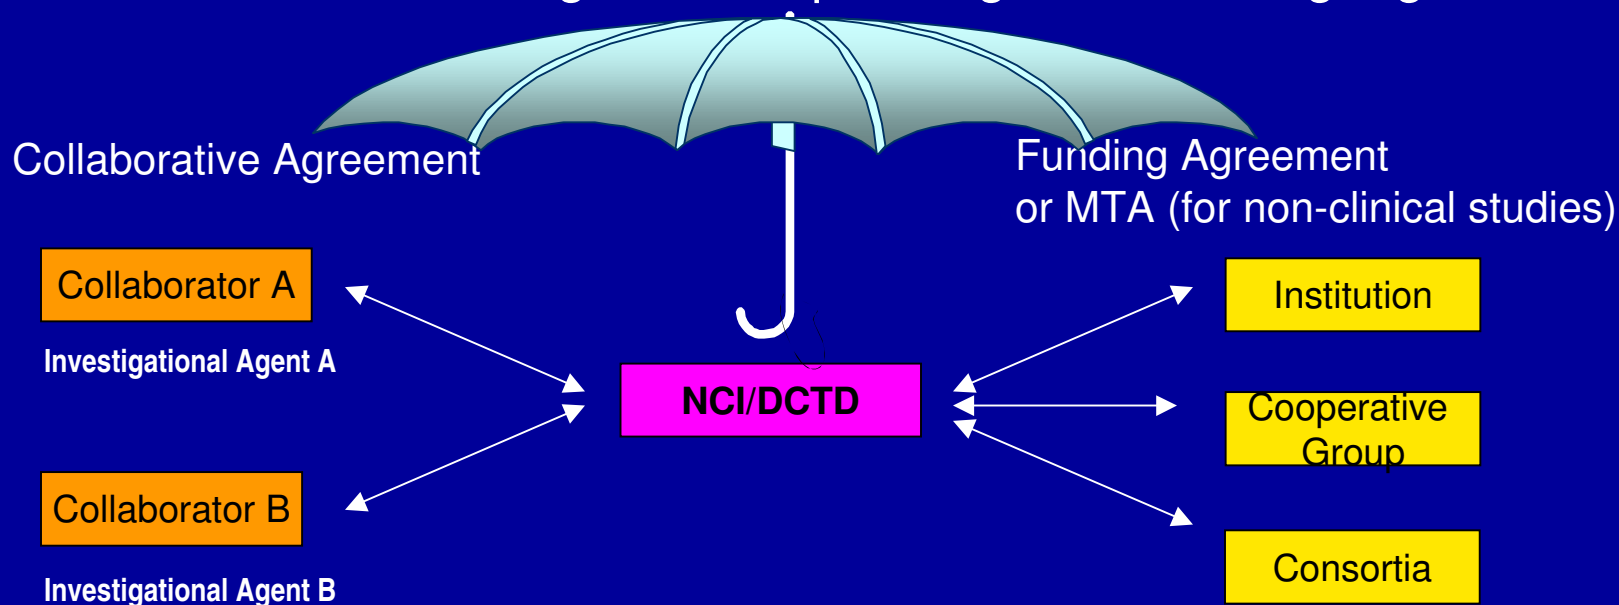 Collaborative Agreement
Funding Agreement
or MTA (for non-clinical studies)
Collaborator A
Investigational Agent A
NCI/DCTD
Institution
Cooperative
Group
Collaborator B
Investigational Agent B
Consortia